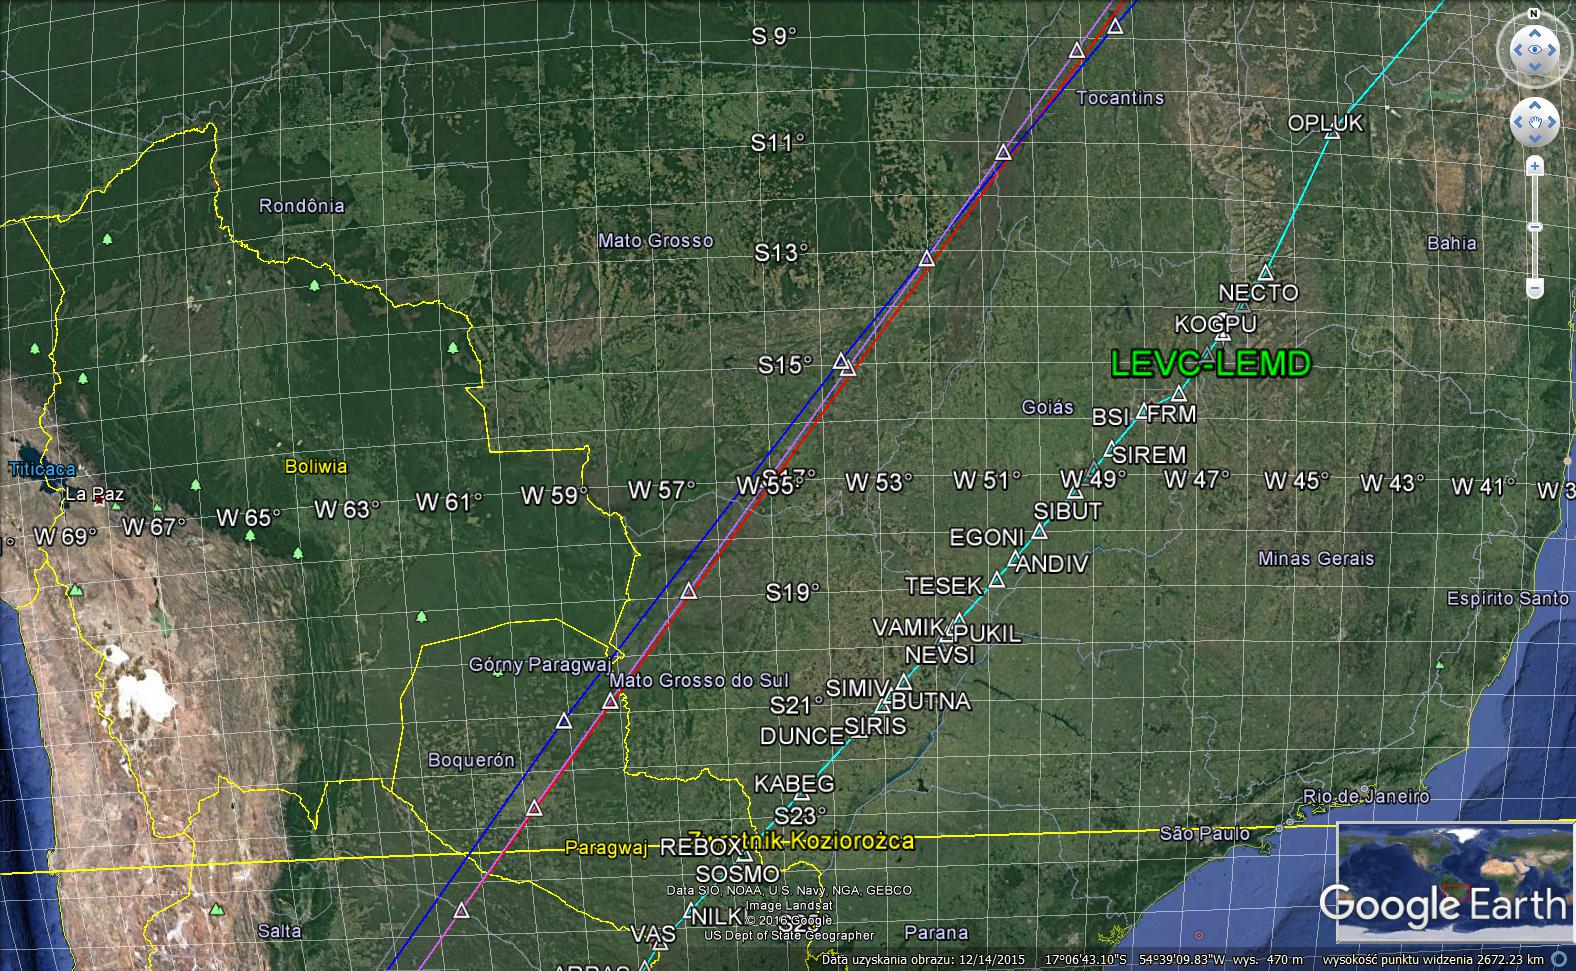 N
S 9°
Tocantins
OPLUK
S11°
Rondônia
Mato Grosso
S13°
Bahia
NECTO
KOGPU
S15°
LEVC-LEMD
Goiás
BSI
FRM
SIREM
Titicaca
Boliwia
La Paz
W 69°
W 67°
W 65°
W 63°
W 61°
W 59°
W 57°
W 55°
S17°
W 53°
W 51°
W 49°
W 47°
W 45°
W 43°
W 41°
SIBUT
EGONI
ANDIV
Minas Gerais
TESEK
S19°
Espírito Santo
VAMIK
PUKIL
NEVSI
Górny Paragwaj
Mato Grosso do Sul
SIMIV
BUTNA
S21°
SIRIS
DUNCE
Boquerón
KABEG
Rio de Janeiro
S23°
São Paulo
Zwrotnik Koziorożca
Paragwaj
REBOX
SOSMO
Data SIO, NOAA, U.S. Navy, NGA, GEBCO
Image Landsat
© 2016 Google
US Dept of State Geographer
Google Earth
NILKI
S25°
Salta
VAS
Parana
Data uzyskania obrazu: 12/14/2015 17°06'43.10"S 54°39'09.83"W wys. 470 m wysokość punktu widzenia 2672.23 km